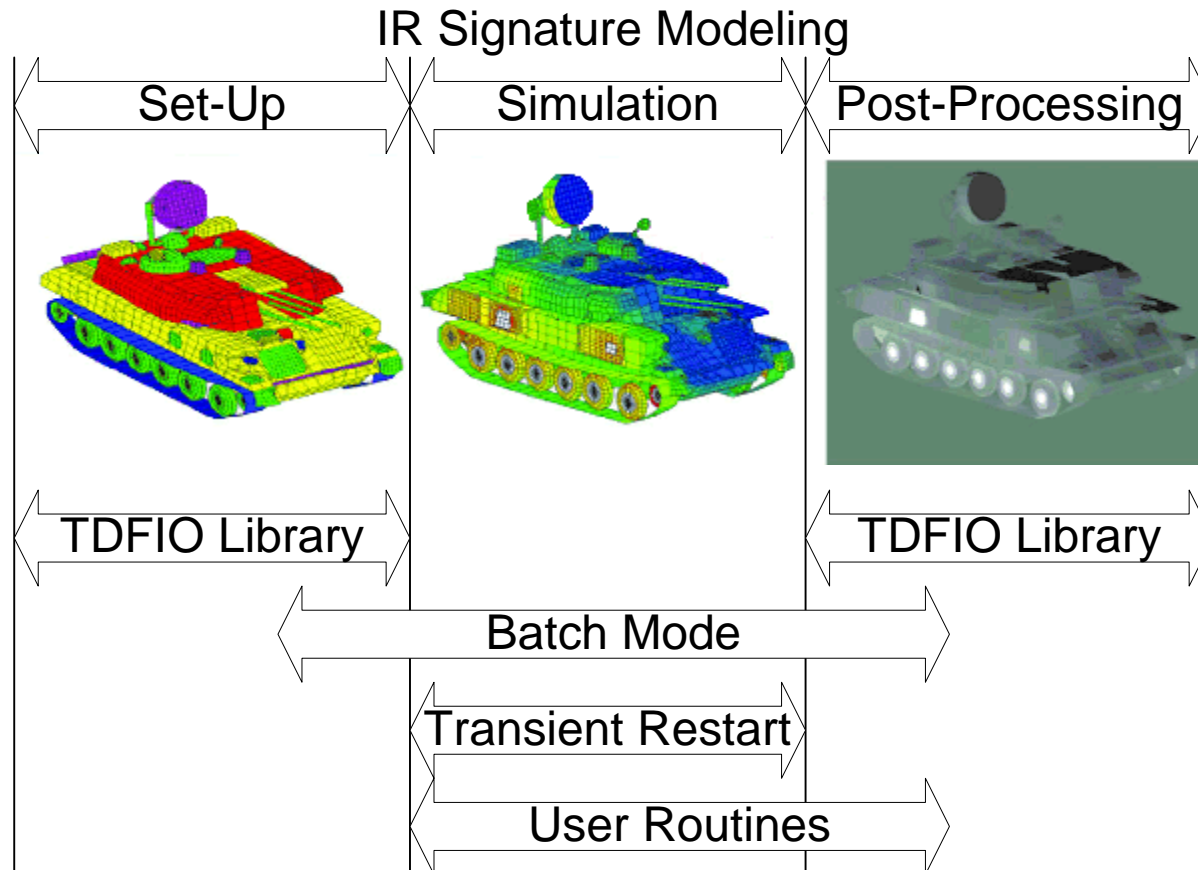 IR Signature Modeling
Set-Up
Simulation
Post-Processing
TDFIO Library
TDFIO Library
Batch Mode
Transient Restart
User Routines